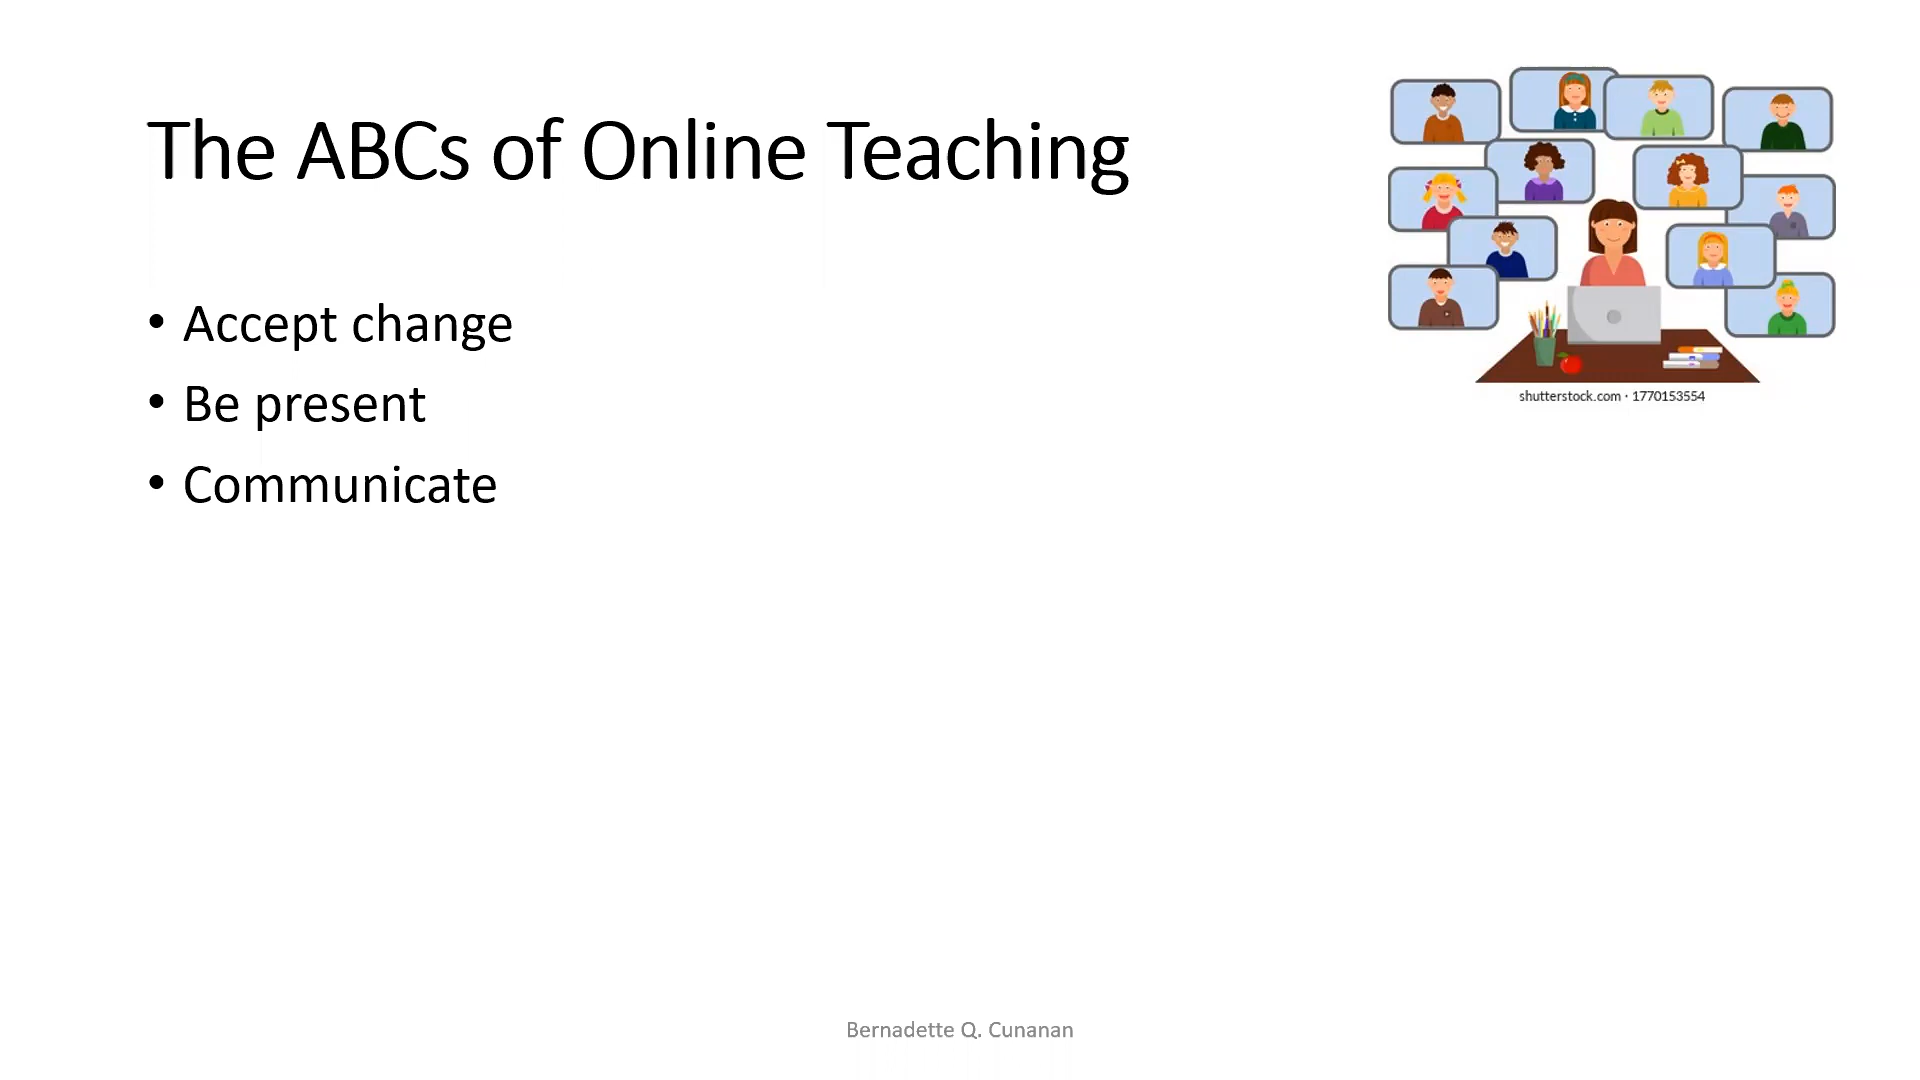 The ABCs of Online Teaching
• Accept change
• Be present
• Communicate
shutterstock.com · 1770153554
Bernadette Q. Cunanan